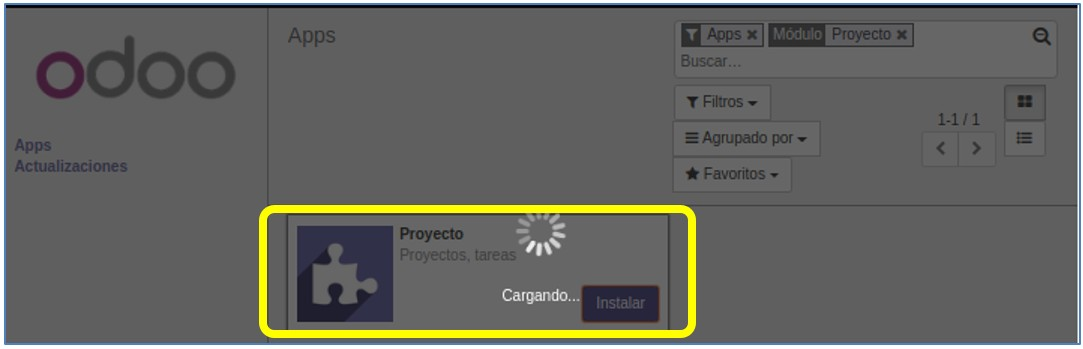 odoo
Apps
Actualizaciones
Apps
Apps ✖ Módulo Proyecto ✖
Buscar...
Filtros
Agrupado por
Favoritos
1-1 / 1
Proyecto
Proyectos, tareas
Cargando...
Instalar